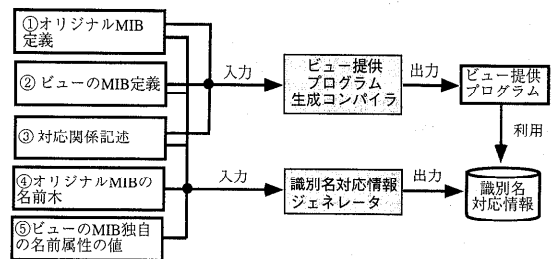 ①オリジナルMIB
定義
② ビューのMIB定義
③ 対応関係記述
④オリジナルMIBの
名前木
⑤ビューのMIB独自
の名前属性の値
入力
ビュー提供
プログラム
生成コンパイラ
出力
ビュー提供
プログラム
利用
入力
識別名対応情報
ジェネレータ
出力
識別名
対応情報